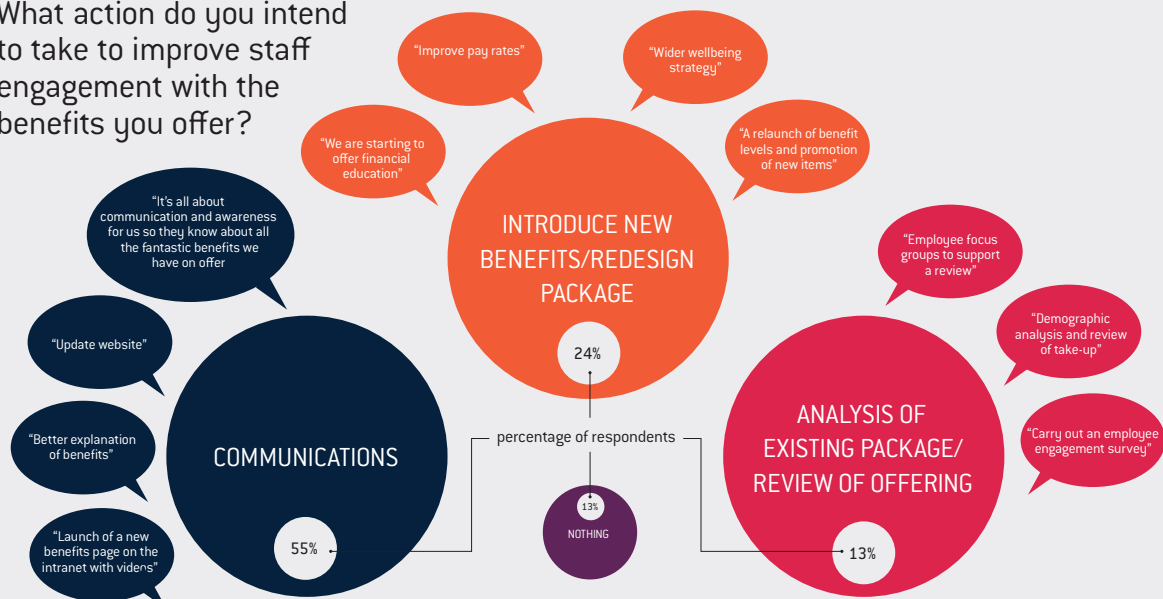 What action do you intend
to take to improve staff
engagement with the
benefits you offer?
“Improve pay rates”
“Wider wellbeing
strategy”
“We are starting to
offer financial
education”
“A relaunch of benefit
levels and promotion
of new items”
INTRODUCE NEW
BENEFITS/REDESIGN
PACKAGE
24%
“It’s all about
communication and awareness
for us so they know about all
the fantastic benefits we
have on offer
“Update website”
“Better explanation
of benefits”
“Launch of a new
benefits page on the
intranet with videos”
COMMUNICATIONS
55%
percentage of respondents
13%
NOTHING
“Employee focus
groups to support
a review”
“Demographic
analysis and review
of take-up”
“Carry out an employee
engagement survey”
ANALYSIS OF
EXISTING PACKAGE/
REVIEW OF OFFERING
13%